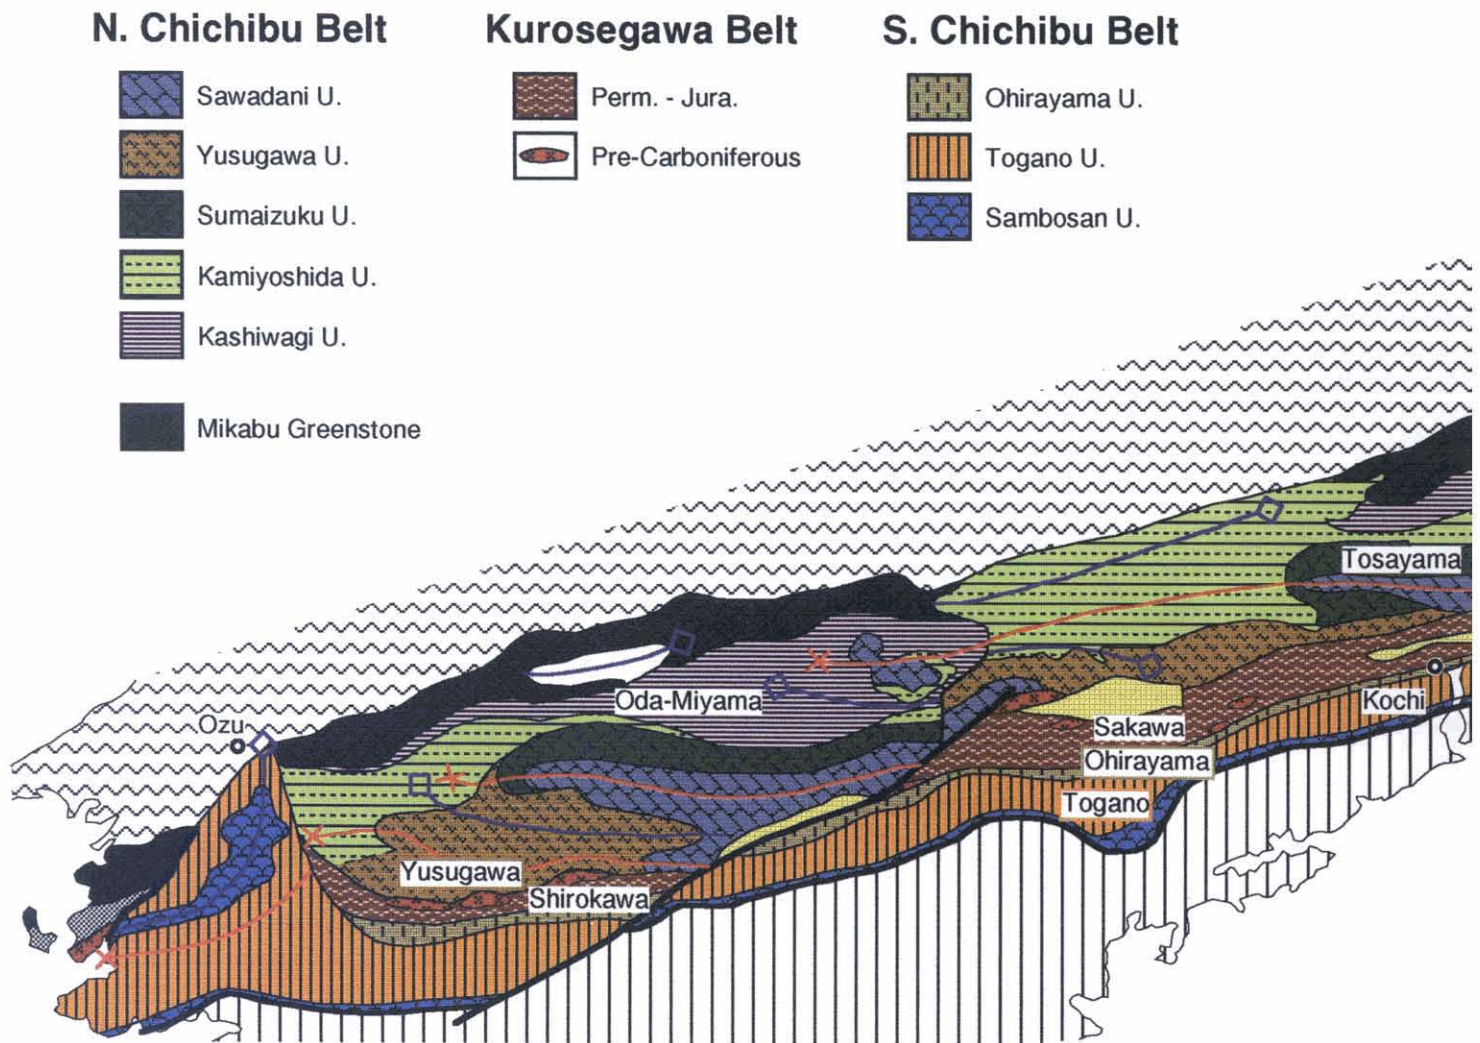 N. Chichibu Belt
Sawadani U.
Yusugawa U.
Sumaizuku U.
Kamiyoshida U.
Kashiwagi U.
Mikabu Greenstone
Kurosegawa Belt
Perm. - Jura.
Pre-Carboniferous
S. Chichibu Belt
Ohirayama U.
Togano U.
Sambosan U.
Tosayama
Oda-Miyama
Kochi
Ozu
Sakawa
Ohirayama
Togano
Yusugawa
Shirokawa